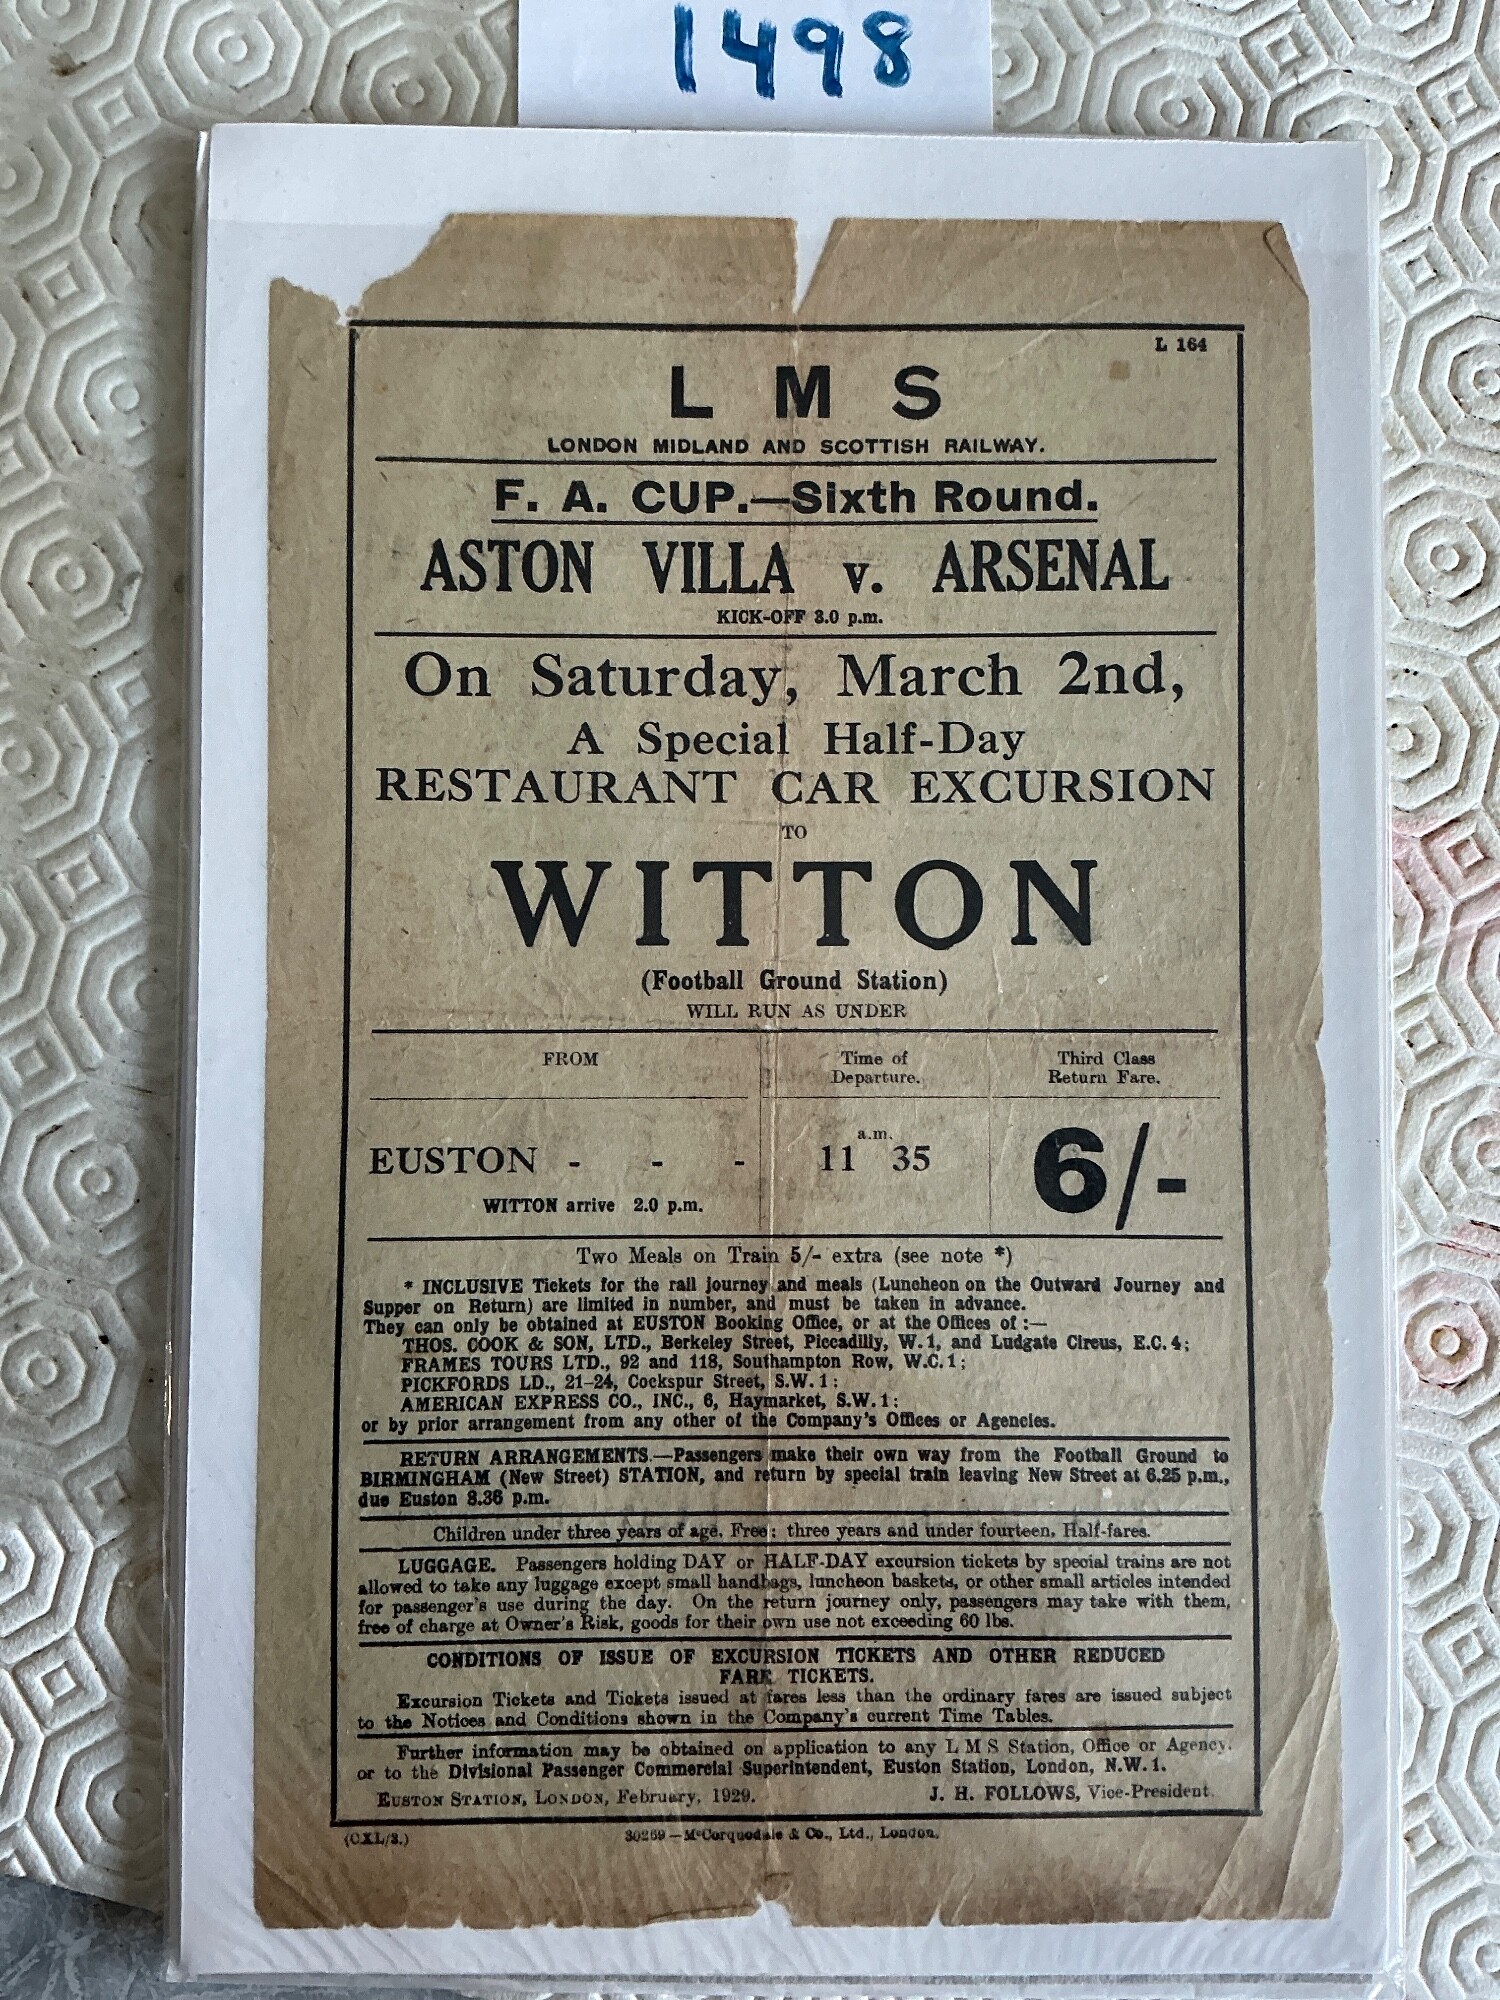 1498
L 164
L M S
LONDON MIDLAND AND SCOTTISH RAILWAY.
F. A. CUP.—Sixth Round.
ASTON VILLA v. ARSENAL
KICK-OFF 3.0 p.m.
On Saturday, March 2nd,
A Special Half-Day
RESTAURANT CAR EXCURSION
TO
WITTON
(Football Ground Station)
WILL RUN AS UNDER
FROM Time of Departure. Third Class Return Fare.
EUSTON - - - 11 a.m. 35 6/-
WITTON arrive 2.0 p.m.
Two Meals on Train 5/- extra (see note *)
* INCLUSIVE Tickets for the rail journey and meals (Luncheon on the Outward Journey and
Supper on Return) are limited in number, and must be taken in advance.
They can only be obtained at EUSTON Booking Office, or at the Offices of :—
THOS. COOK & SON, LTD., Berkeley Street, Piccadilly, W.1, and Ludgate Circus, E.C.4;
FRAMES TOURS LTD., 92 and 118, Southampton Row, W.C.1;
PICKFORDS LD., 21-24, Cockspur Street, S.W.1;
AMERICAN EXPRESS CO., INC., 6, Haymarket, S.W.1;
or by prior arrangement from any other of the Company's Offices or Agencies.
RETURN ARRANGEMENTS.—Passengers make their own way from the Football Ground to
BIRMINGHAM (New Street) STATION, and return by special train leaving New Street at 6.25 p.m.,
due Euston 8.36 p.m.
Children under three years of age, Free; three years and under fourteen, Half-fares.
LUGGAGE. Passengers holding DAY or HALF-DAY excursion tickets by special trains are not
allowed to take any luggage except small handbags, luncheon baskets, or other small articles intended
for passenger's use during the day. On the return journey only, passengers may take with them,
free of charge at Owner's Risk, goods for their own use not exceeding 60 lbs.
CONDITIONS OF ISSUE OF EXCURSION TICKETS AND OTHER REDUCED
FARE TICKETS.
Excursion Tickets and Tickets issued at fares less than the ordinary fares are issued subject
to the Notices and Conditions shown in the Company's current Time Tables.
Further information may be obtained on application to any L M S Station, Office or Agency,
or to the Divisional Passenger Commercial Superintendent, Euston Station, London, N.W.1.
EUSTON STATION, LONDON, February, 1929. J. H. FOLLOWS, Vice-President.
(C.X.L/3.) 30269—McCorquodale & Co., Ltd., London.